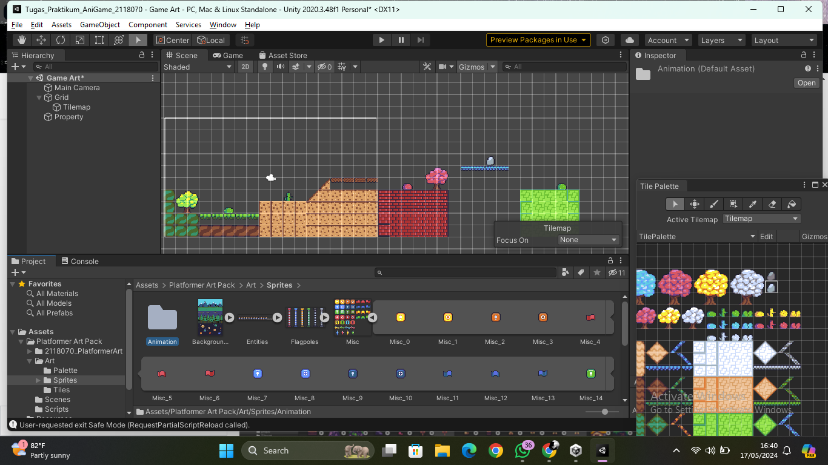 Tugas_Praktikum_AniGame_2118070 - Game Art - PC, Mac & Linux Standalone - Unity 2020.3.48f1 Personal* <DX11>
File Edit Assets GameObject Component Services Window Help
Center Local Preview Packages in Use Account Layers Layout
Hierarchy Scene Game Asset Store Inspector
All Shaded 2D 0 Gizmos All Animation (Default Asset)
Open
Game Art*
Main Camera
Grid
Tilemap
Property
Tile Palette
Active Tilemap Tilemap
TilePalette Edit Gizmos
Tilemap
Focus On None
Project Console
11
Favorites
All Materials
All Models
All Prefabs
Assets
Platformer Art Pack
2118070_PlatformerArt
Art
Palette
Sprites
Tiles
Scenes
Scripts
Assets > Platformer Art Pack > Art > Sprites >
Animation Backgroun... Entities Flagpoles Misc Misc_0 Misc_1 Misc_2 Misc_3 Misc_4
Misc_5 Misc_6 Misc_7 Misc_8 Misc_9 Misc_10 Misc_11 Misc_12 Misc_13 Misc_14
Assets/Platformer Art Pack/Art/Sprites/Animation
Activate Windows
Go to Settings Windows.
User-requested exit Safe Mode (RequestPartialScriptReload called).
82°F
Partly sunny
Search
36
16:40
17/05/2024